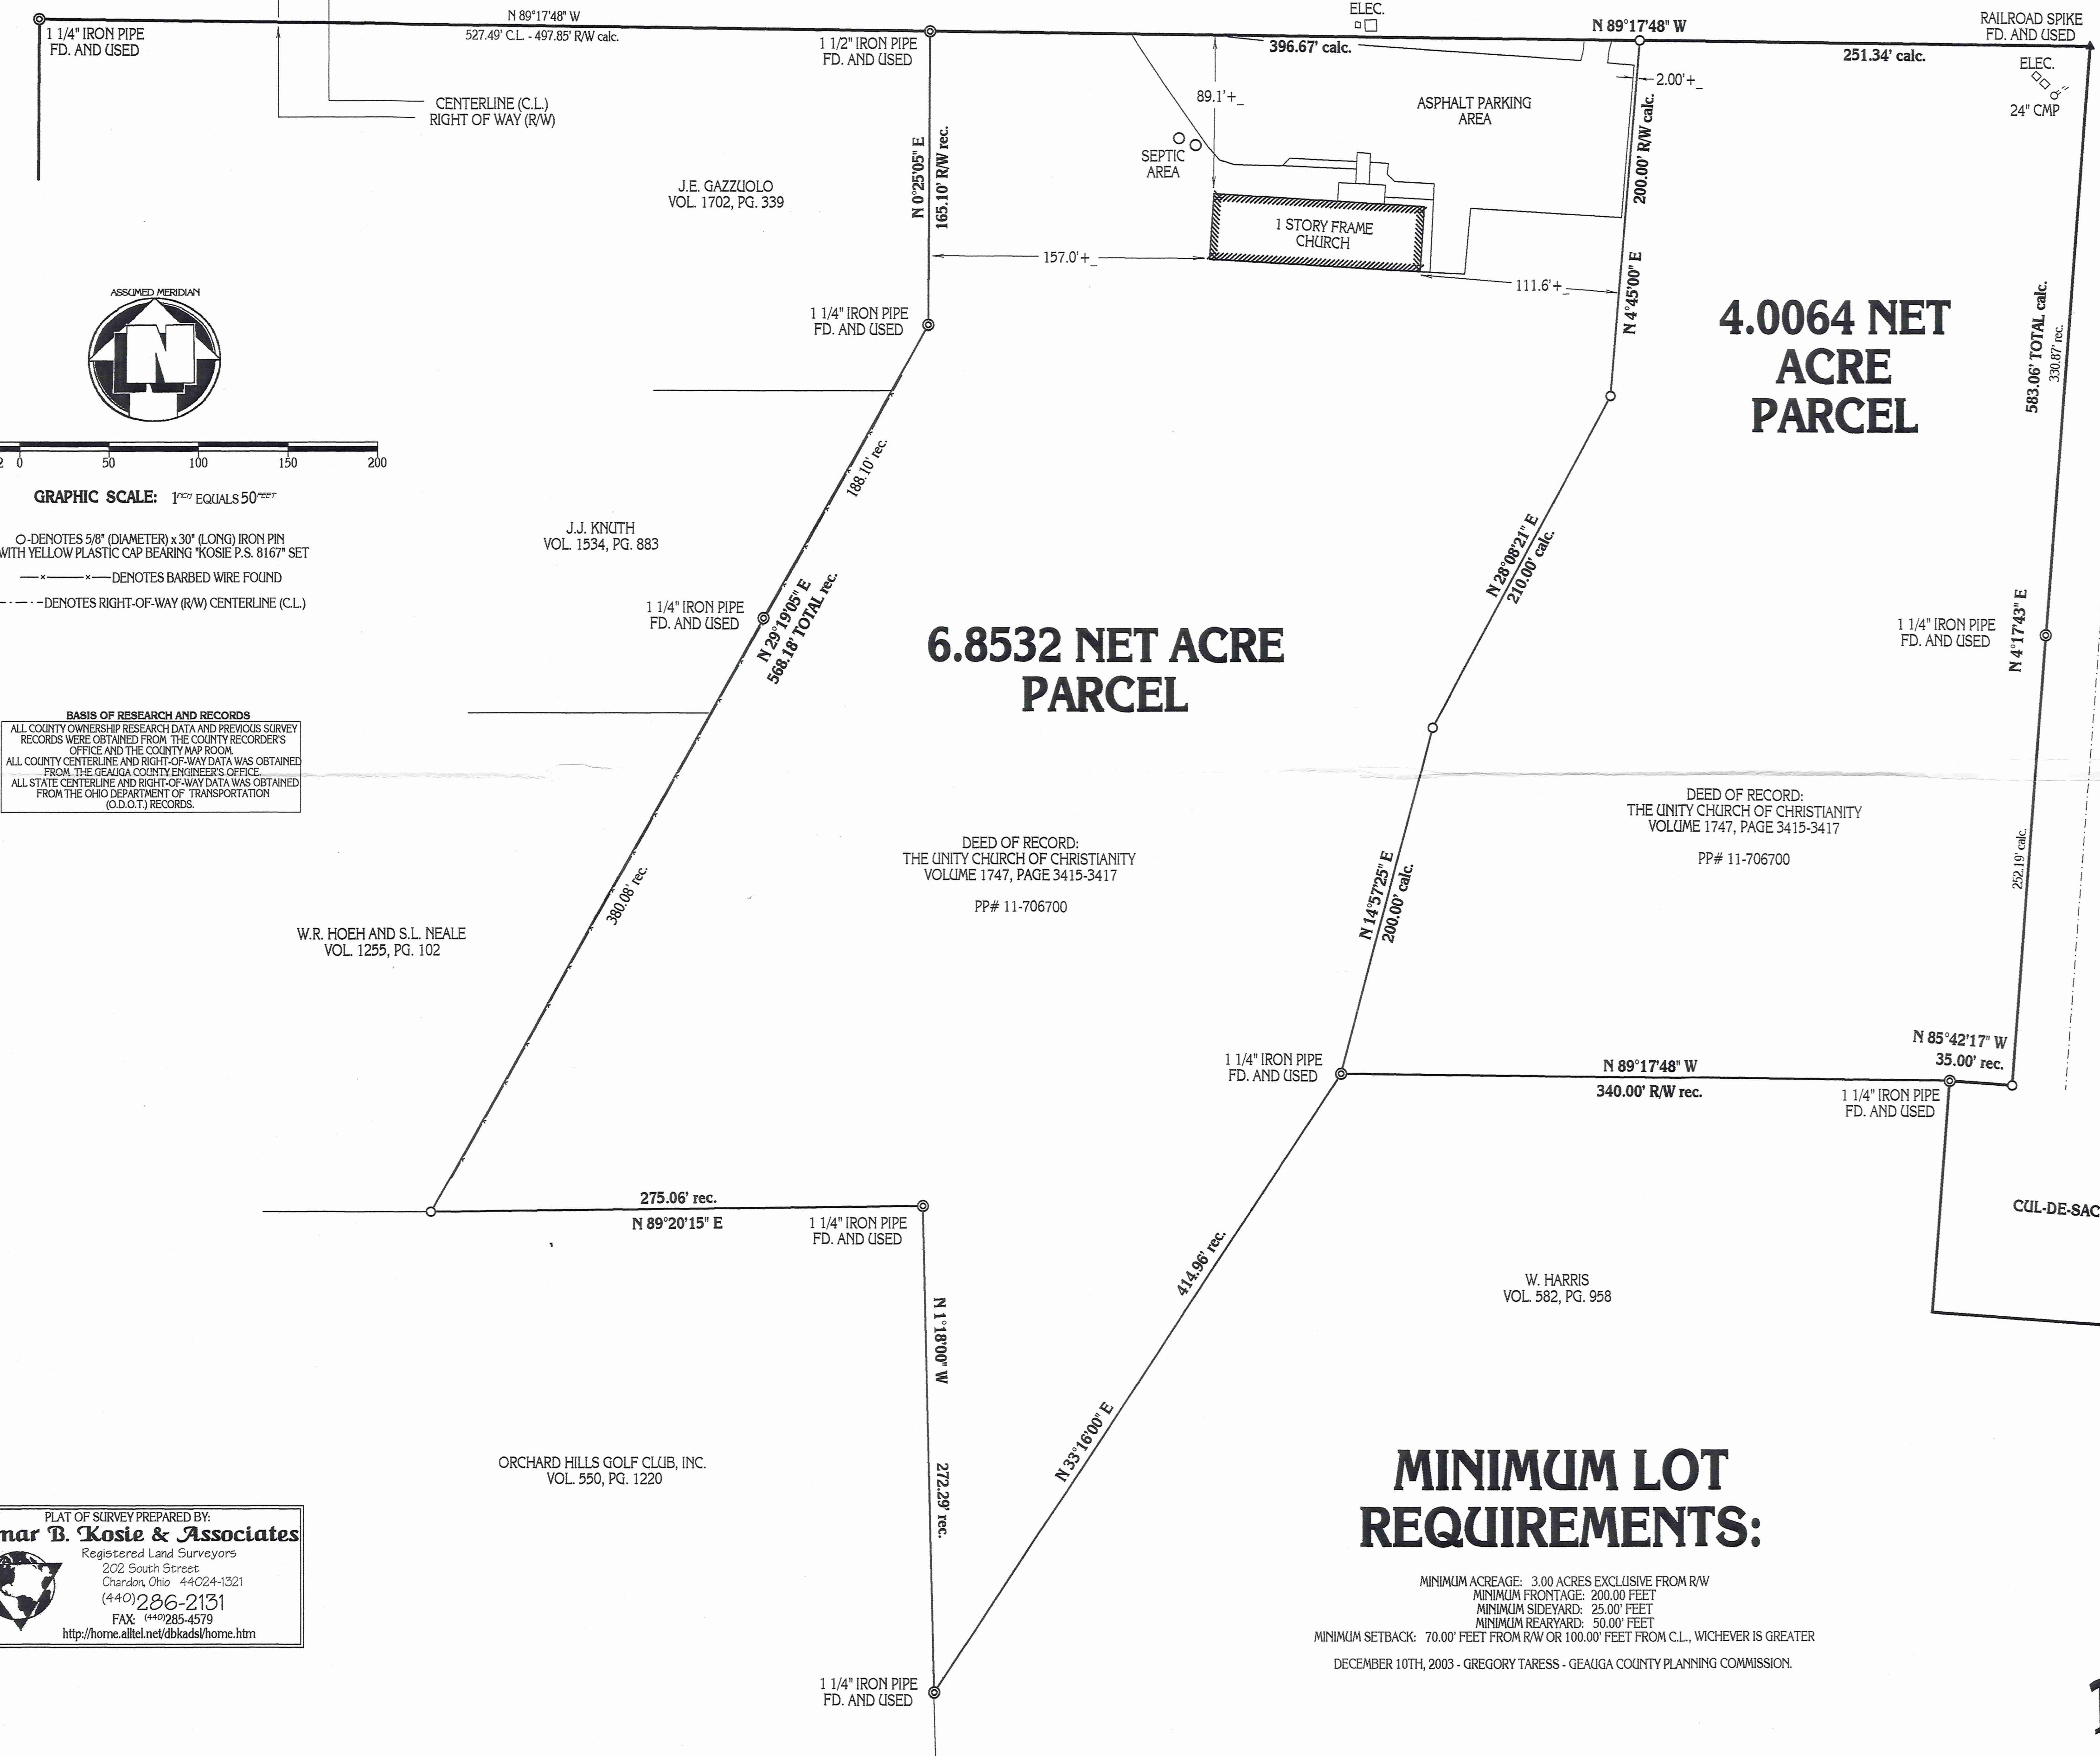 N 89°17'48" W
527.49' C.L. - 497.85' R/W calc.
1 1/4" IRON PIPE
FD. AND USED
1 1/2" IRON PIPE
FD. AND USED
ELEC.
396.67' calc.
N 89°17'48" W
251.34' calc.
RAILROAD SPIKE
FD. AND USED
ELEC.
24" CMP
2.00'+_
CENTERLINE (C.L.)
RIGHT OF WAY (R/W)
89.1'+_
ASPHALT PARKING
AREA
SEPTIC
AREA
N 0°25'05" E
165.10' R/W rec.
200.00' R/W calc.
N 4°45'00" E
J.E. GAZZUOLO
VOL. 1702, PG. 339
1 STORY FRAME
CHURCH
157.0'+_
111.6'+_
ASSUMED MERIDIAN
N
1 1/4" IRON PIPE
FD. AND USED
4.0064 NET
ACRE
PARCEL
583.06' TOTAL calc.
330.87' rec.
0 50 100 150 200
GRAPHIC SCALE: 1INCH EQUALS 50FEET
188.10' rec.
O-DENOTES 5/8" (DIAMETER) x 30" (LONG) IRON PIN
WITH YELLOW PLASTIC CAP BEARING "KOSIE P.S. 8167" SET
DENOTES BARBED WIRE FOUND
DENOTES RIGHT-OF-WAY (R/W) CENTERLINE (C.L.)
J.J. KNUTH
VOL. 1534, PG. 883
N 28°08'21" E
210.00' calc.
1 1/4" IRON PIPE
FD. AND USED
N 29°19'05" E
568.18' TOTAL rec.
6.8532 NET ACRE
PARCEL
1 1/4" IRON PIPE
FD. AND USED
N 4°17'43" E
BASIS OF RESEARCH AND RECORDS
ALL COUNTY OWNERSHIP RESEARCH DATA AND PREVIOUS SURVEY
RECORDS WERE OBTAINED FROM THE COUNTY RECORDER'S
OFFICE AND THE COUNTY MAP ROOM.
ALL COUNTY CENTERLINE AND RIGHT-OF-WAY DATA WAS OBTAINED
FROM THE GEAUGA COUNTY ENGINEER'S OFFICE.
ALL STATE CENTERLINE AND RIGHT-OF-WAY DATA WAS OBTAINED
FROM THE OHIO DEPARTMENT OF TRANSPORTATION
(O.D.O.T.) RECORDS.
DEED OF RECORD:
THE UNITY CHURCH OF CHRISTIANITY
VOLUME 1747, PAGE 3415-3417
PP# 11-706700
DEED OF RECORD:
THE UNITY CHURCH OF CHRISTIANITY
VOLUME 1747, PAGE 3415-3417
PP# 11-706700
252.19' calc.
380.08' rec.
N 14°57'25" E
200.00' calc.
W.R. HOEH AND S.L. NEALE
VOL. 1255, PG. 102
1 1/4" IRON PIPE
FD. AND USED
N 89°17'48" W
340.00' R/W rec.
N 85°42'17" W
35.00' rec.
1 1/4" IRON PIPE
FD. AND USED
275.06' rec.
N 89°20'15" E
1 1/4" IRON PIPE
FD. AND USED
CUL-DE-SAC
414.96' rec.
N 33°16'00" E
W. HARRIS
VOL. 582, PG. 958
N 1°18'00" W
272.29' rec.
ORCHARD HILLS GOLF CLUB, INC.
VOL. 550, PG. 1220
MINIMUM LOT
REQUIREMENTS:
MINIMUM ACREAGE: 3.00 ACRES EXCLUSIVE FROM R/W
MINIMUM FRONTAGE: 200.00 FEET
MINIMUM SIDEYARD: 25.00' FEET
MINIMUM REARYARD: 50.00' FEET
MINIMUM SETBACK: 70.00' FEET FROM R/W OR 100.00' FEET FROM C.L., WICHEVER IS GREATER
DECEMBER 10TH, 2003 - GREGORY TARESS - GEAUGA COUNTY PLANNING COMMISSION.
PLAT OF SURVEY PREPARED BY:
mar B. Kosie & Associates
Registered Land Surveyors
202 South Street
Chardon, Ohio 44024-1321
(440)286-2131
FAX: (440)285-4579
http://home.alltel.net/dbkadsl/home.htm
1 1/4" IRON PIPE
FD. AND USED